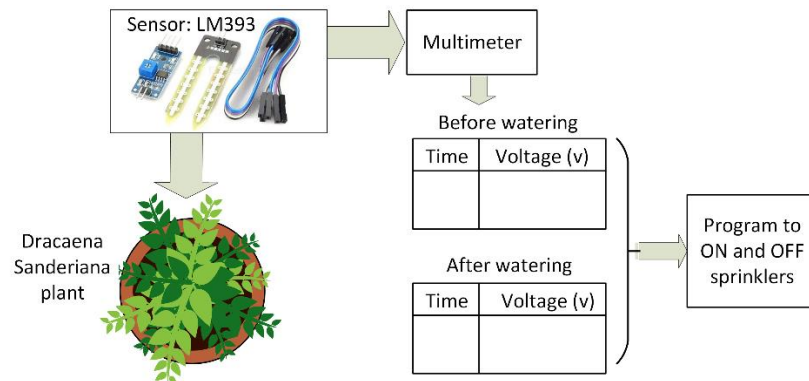 Sensor: LM393
Multimeter
Before watering
Time Voltage (v)
Dracaena
Sanderiana
plant
After watering
Time Voltage (v)
Program to
ON and OFF
sprinklers